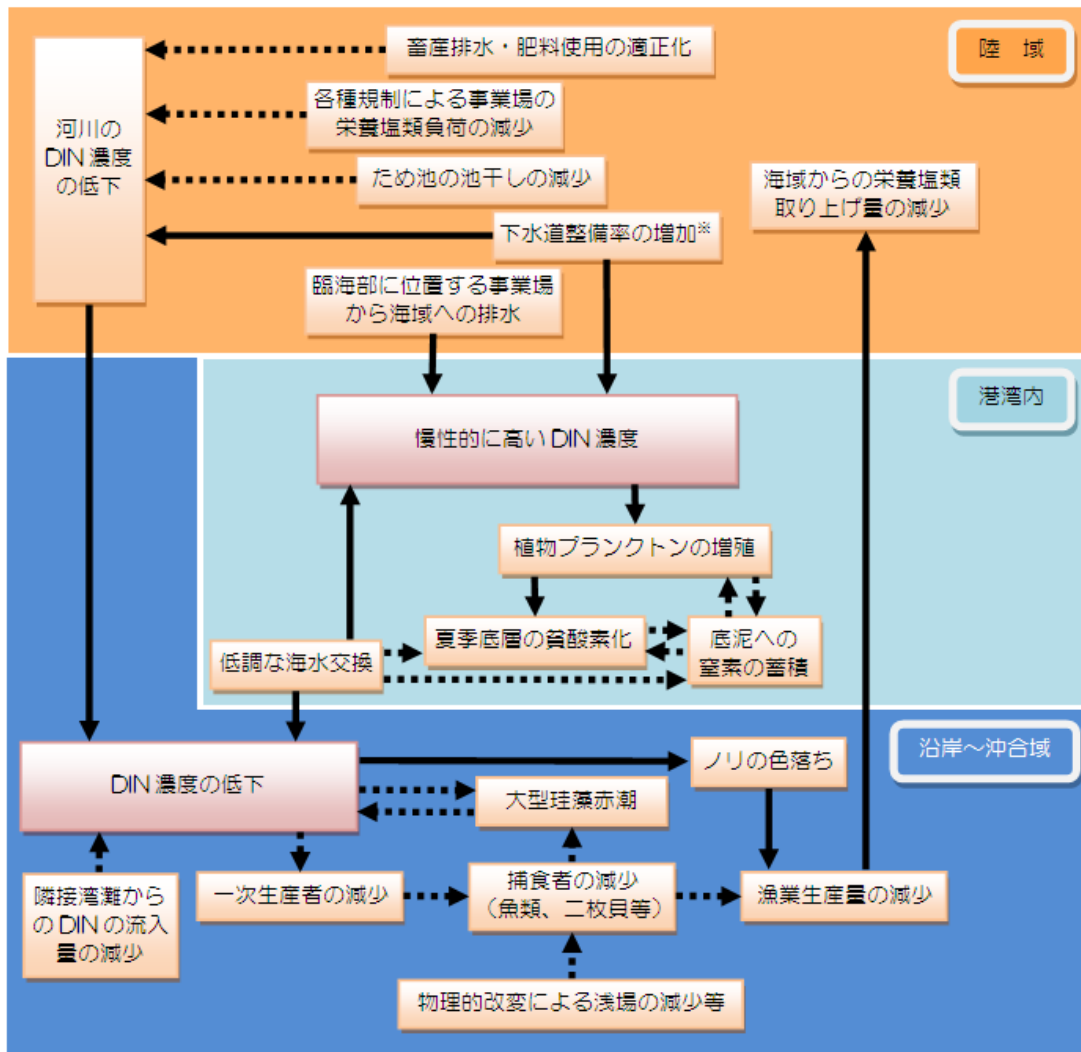 陸　域
畜産排水・肥料使用の適正化
各種規制による事業場の
栄養塩類負荷の減少
河川の
DIN 濃度
の低下
ため池の池干しの減少
海域からの栄養塩類
取り上げ量の減少
下水道整備率の増加※
臨海部に位置する事業場
から海域への排水
港湾内
慢性的に高い DIN 濃度
植物プランクトンの増殖
夏季底層の貧酸素化
底泥への
窒素の蓄積
低調な海水交換
沿岸～沖合域
DIN 濃度の低下
ノリの色落ち
大型珪藻赤潮
隣接湾灘から
の DIN の流入
量の減少
一次生産者の減少
捕食者の減少
（魚類、二枚貝等）
漁業生産量の減少
物理的改変による浅場の減少等